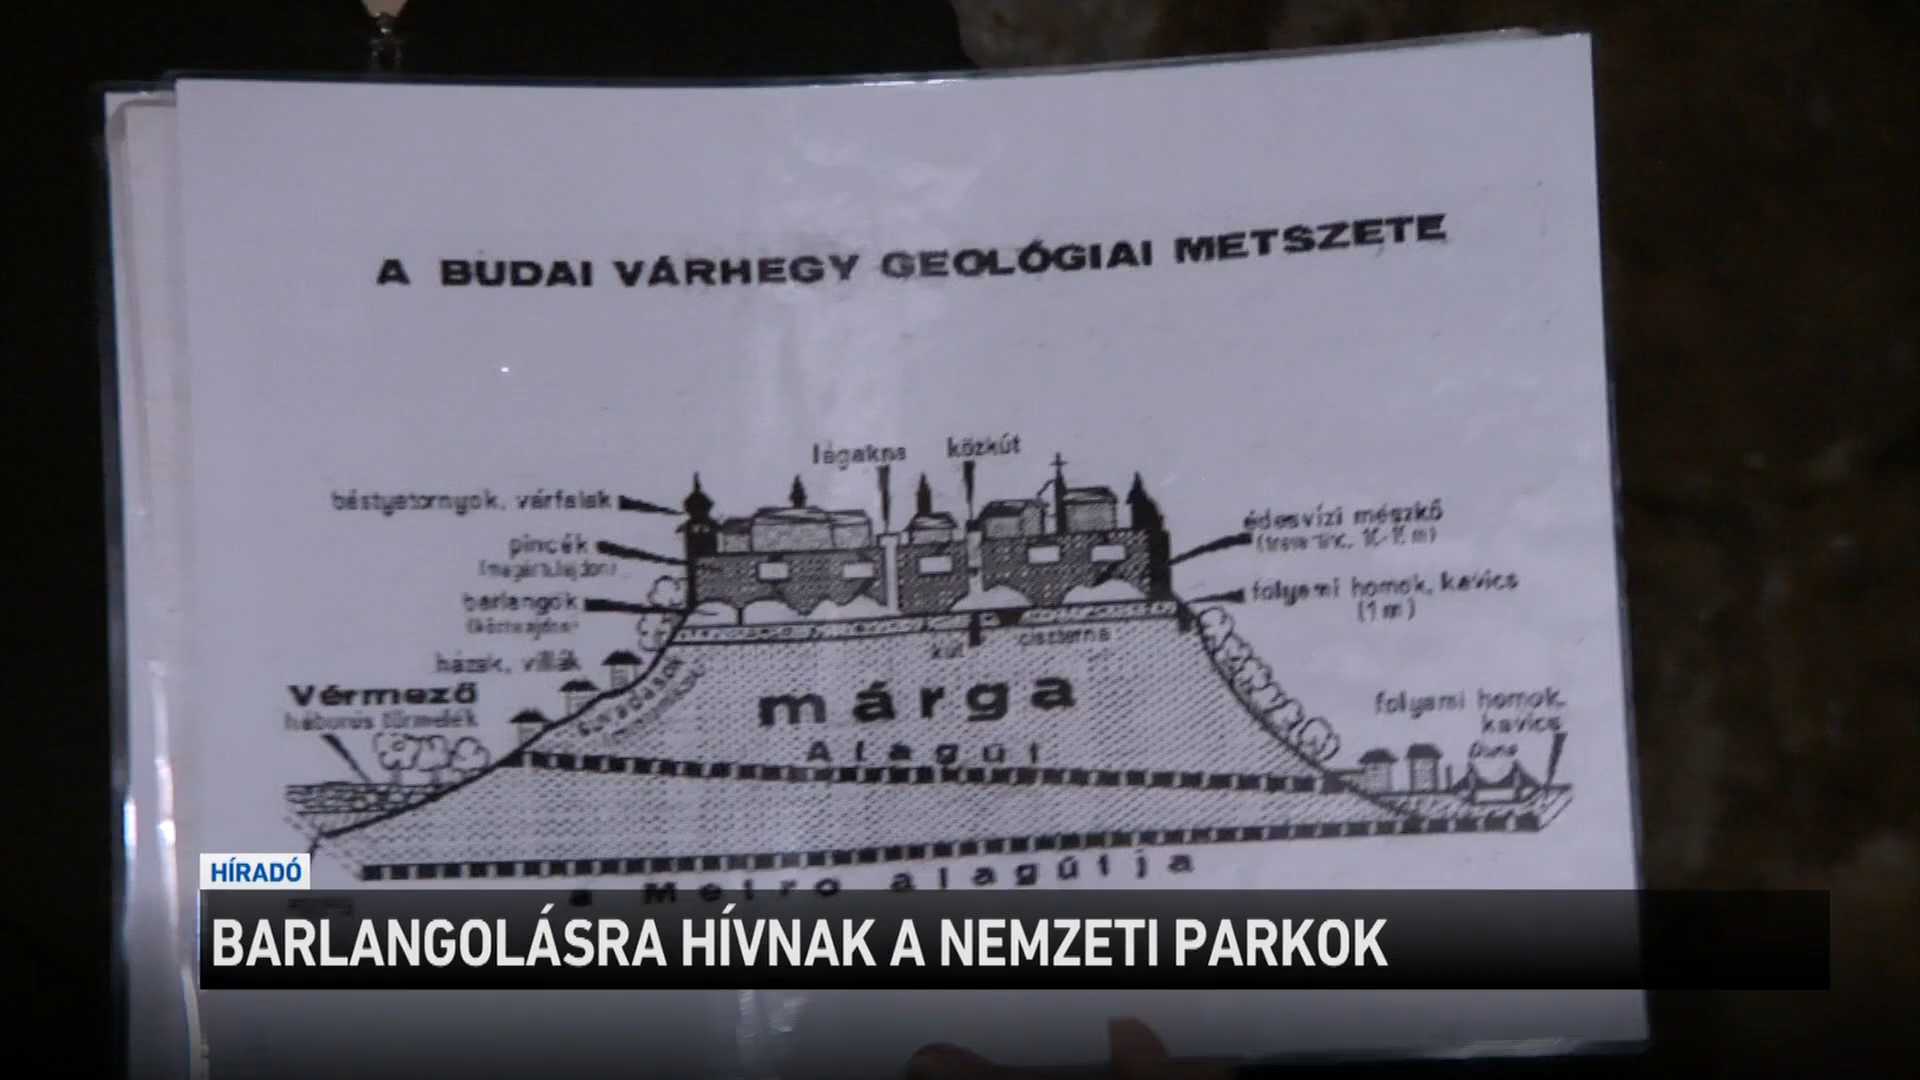 A BUDAI VÁRHEGY GEOLÓGIAI METSZETE
légakna
közkút
bástyatornyok, várfalak
pincék
barlangok
házak, villák
Vérmező
háborús törmelék
édesvízi mészkő
folyami homok, kavics
(1 m)
kút
ciszterna
márga
Alagút
folyami homok,
kavics
Duna
a Metro alagútja
HÍRADÓ
BARLANGOLÁSRA HÍVNAK A NEMZETI PARKOK